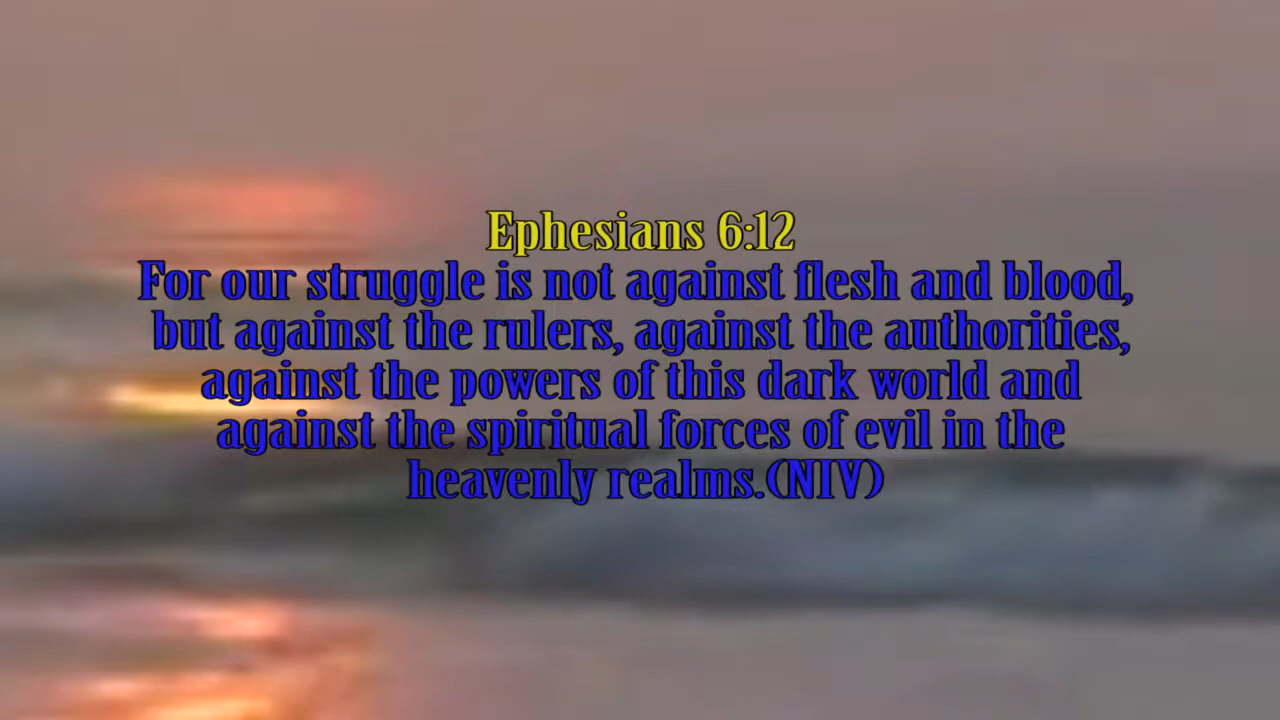 Ephesians 6:12
For our struggle is not against flesh and blood,
but against the rulers, against the authorities,
against the powers of this dark world and
against the spiritual forces of evil in the
heavenly realms.(NIV)